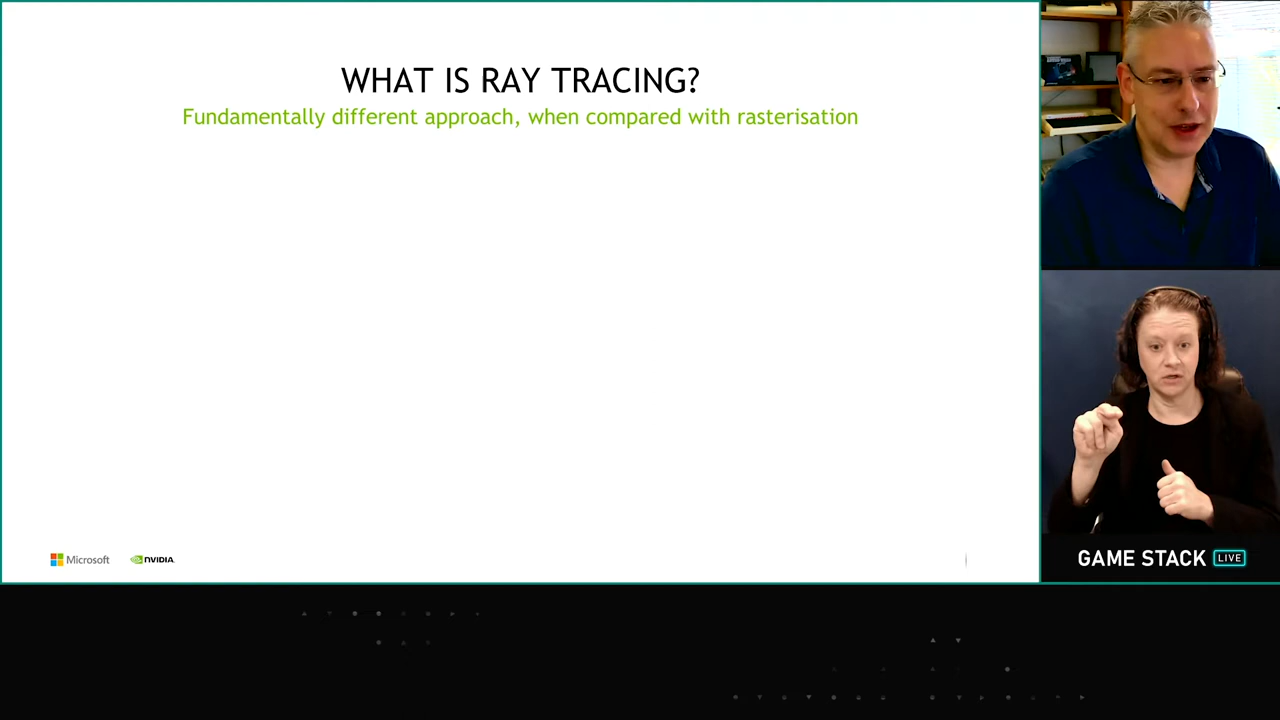 WHAT IS RAY TRACING?
Fundamentally different approach, when compared with rasterisation
Microsoft
NVIDIA
GAME STACK LIVE